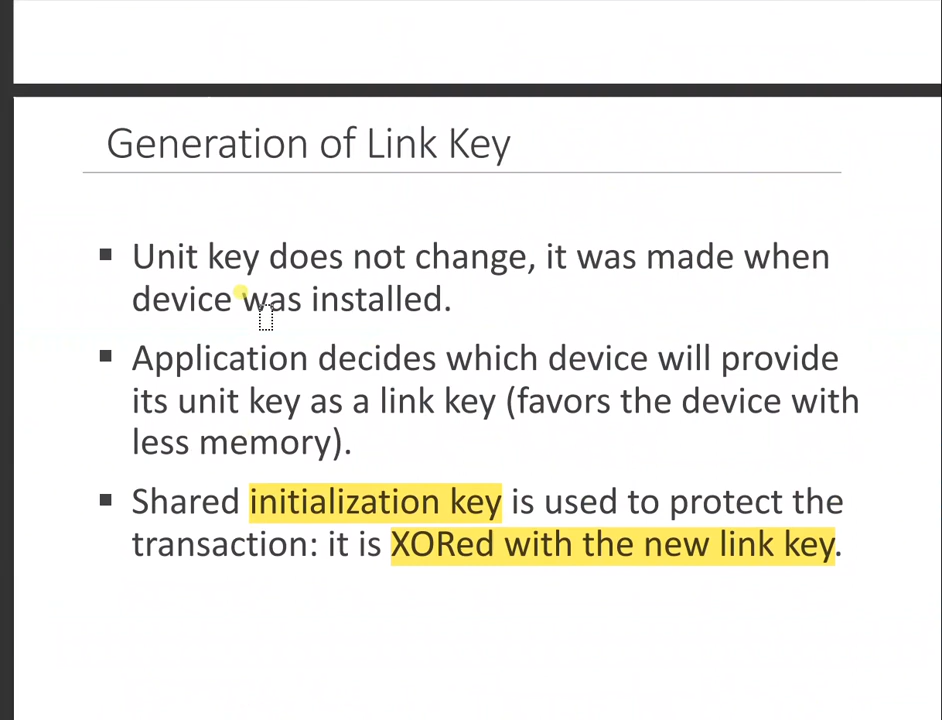 Generation of Link Key
▪ Unit key does not change, it was made when
device was installed.
▪ Application decides which device will provide
its unit key as a link key (favors the device with
less memory).
▪ Shared initialization key is used to protect the
transaction: it is XORed with the new link key.